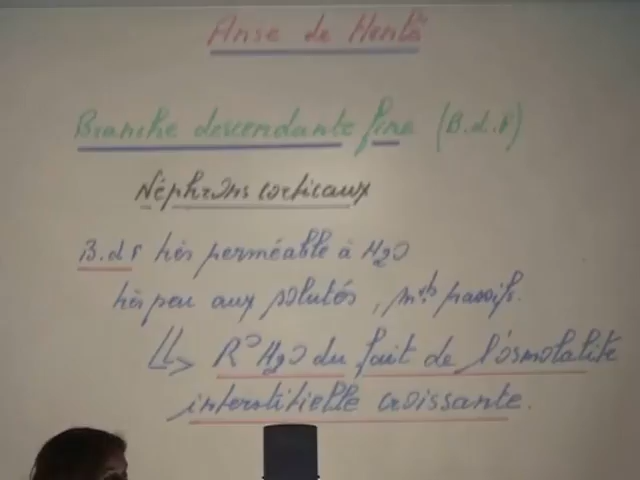 Anse de Henlé
Branche descendante fine (B.d.f)
Néphrons corticaux
B.d f très perméable à H2O
très peu aux solutés, mvb passifs.
R° H2O du fait de l'osmolalité
interstitielle croissante.